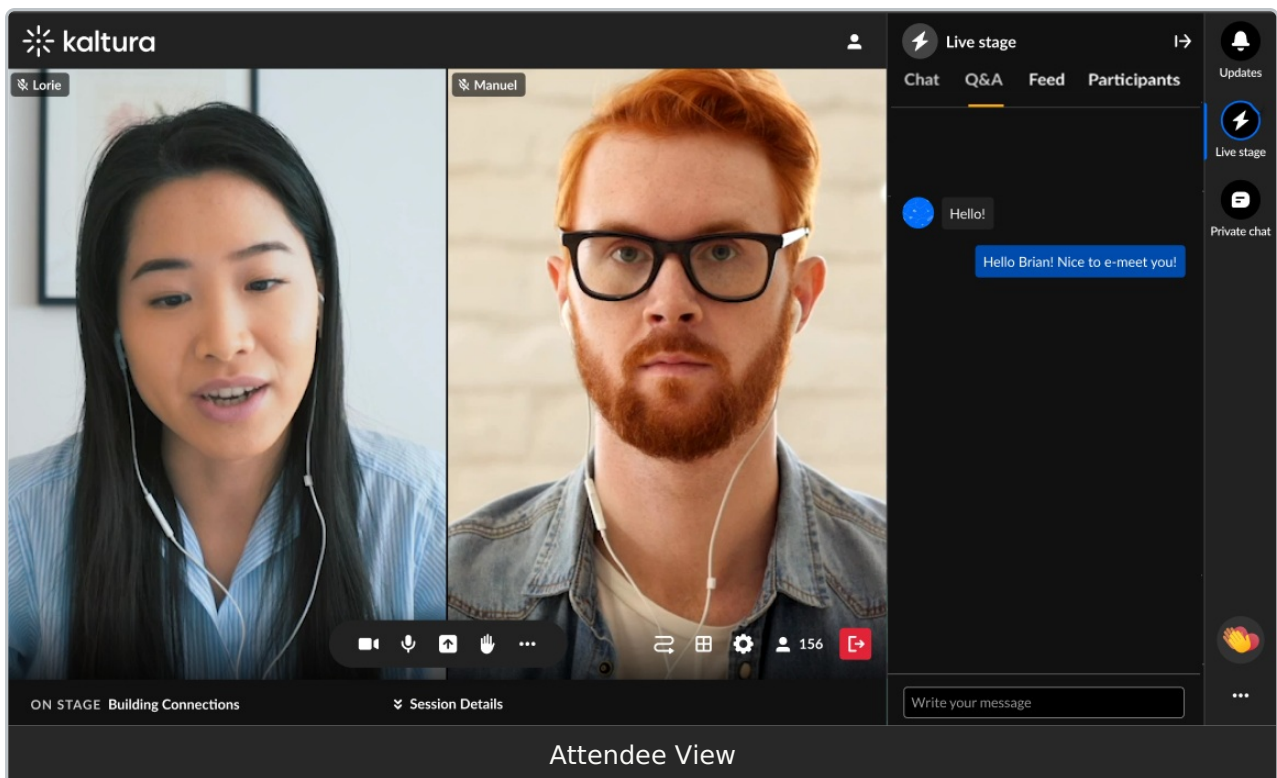 kaltura
Lorie
Manuel
156
ON STAGE Building Connections
Session Details
Live stage
Chat Q&A Feed Participants
Hello!
Hello Brian! Nice to e-meet you!
Write your message
Updates
Live stage
Private chat
Attendee View